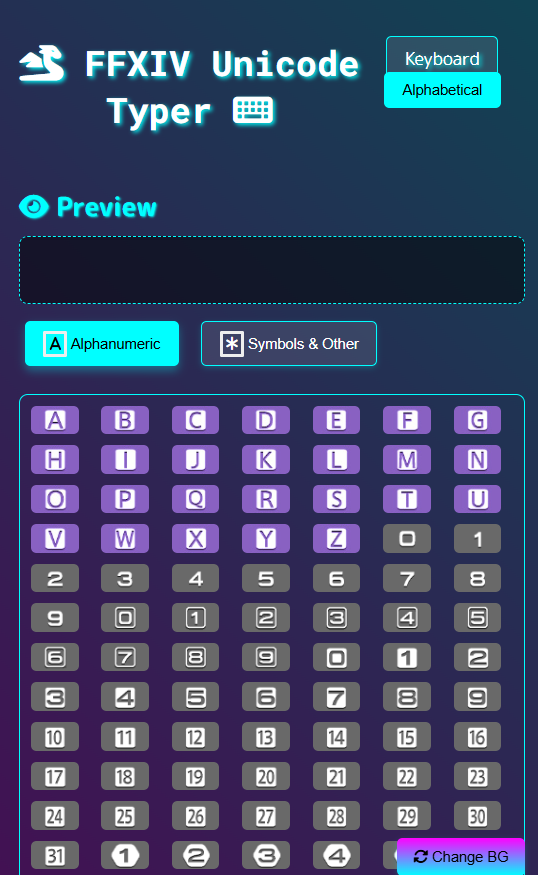 FFXIV Unicode
Typer
Keyboard
Alphabetical
Preview
A Alphanumeric
* Symbols & Other
A B C D E F G
H I J K L M N
O P Q R S T U
V W X Y Z 0 1
2 3 4 5 6 7 8
9 0 1 2 3 4 5
6 7 8 9 0 1 2
3 4 5 6 7 8 9
10 11 12 13 14 15 16
17 18 19 20 21 22 23
24 25 26 27 28 29 30
31 1 2 3 4
Change BG